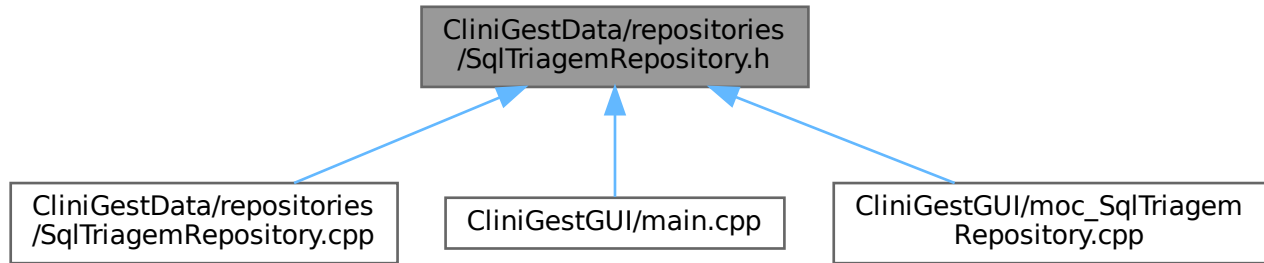 CliniGestData/repositories
/SqlTriagemRepository.h
CliniGestData/repositories
/SqlTriagemRepository.cpp
CliniGestGUI/main.cpp
CliniGestGUI/moc_SqlTriagem
Repository.cpp